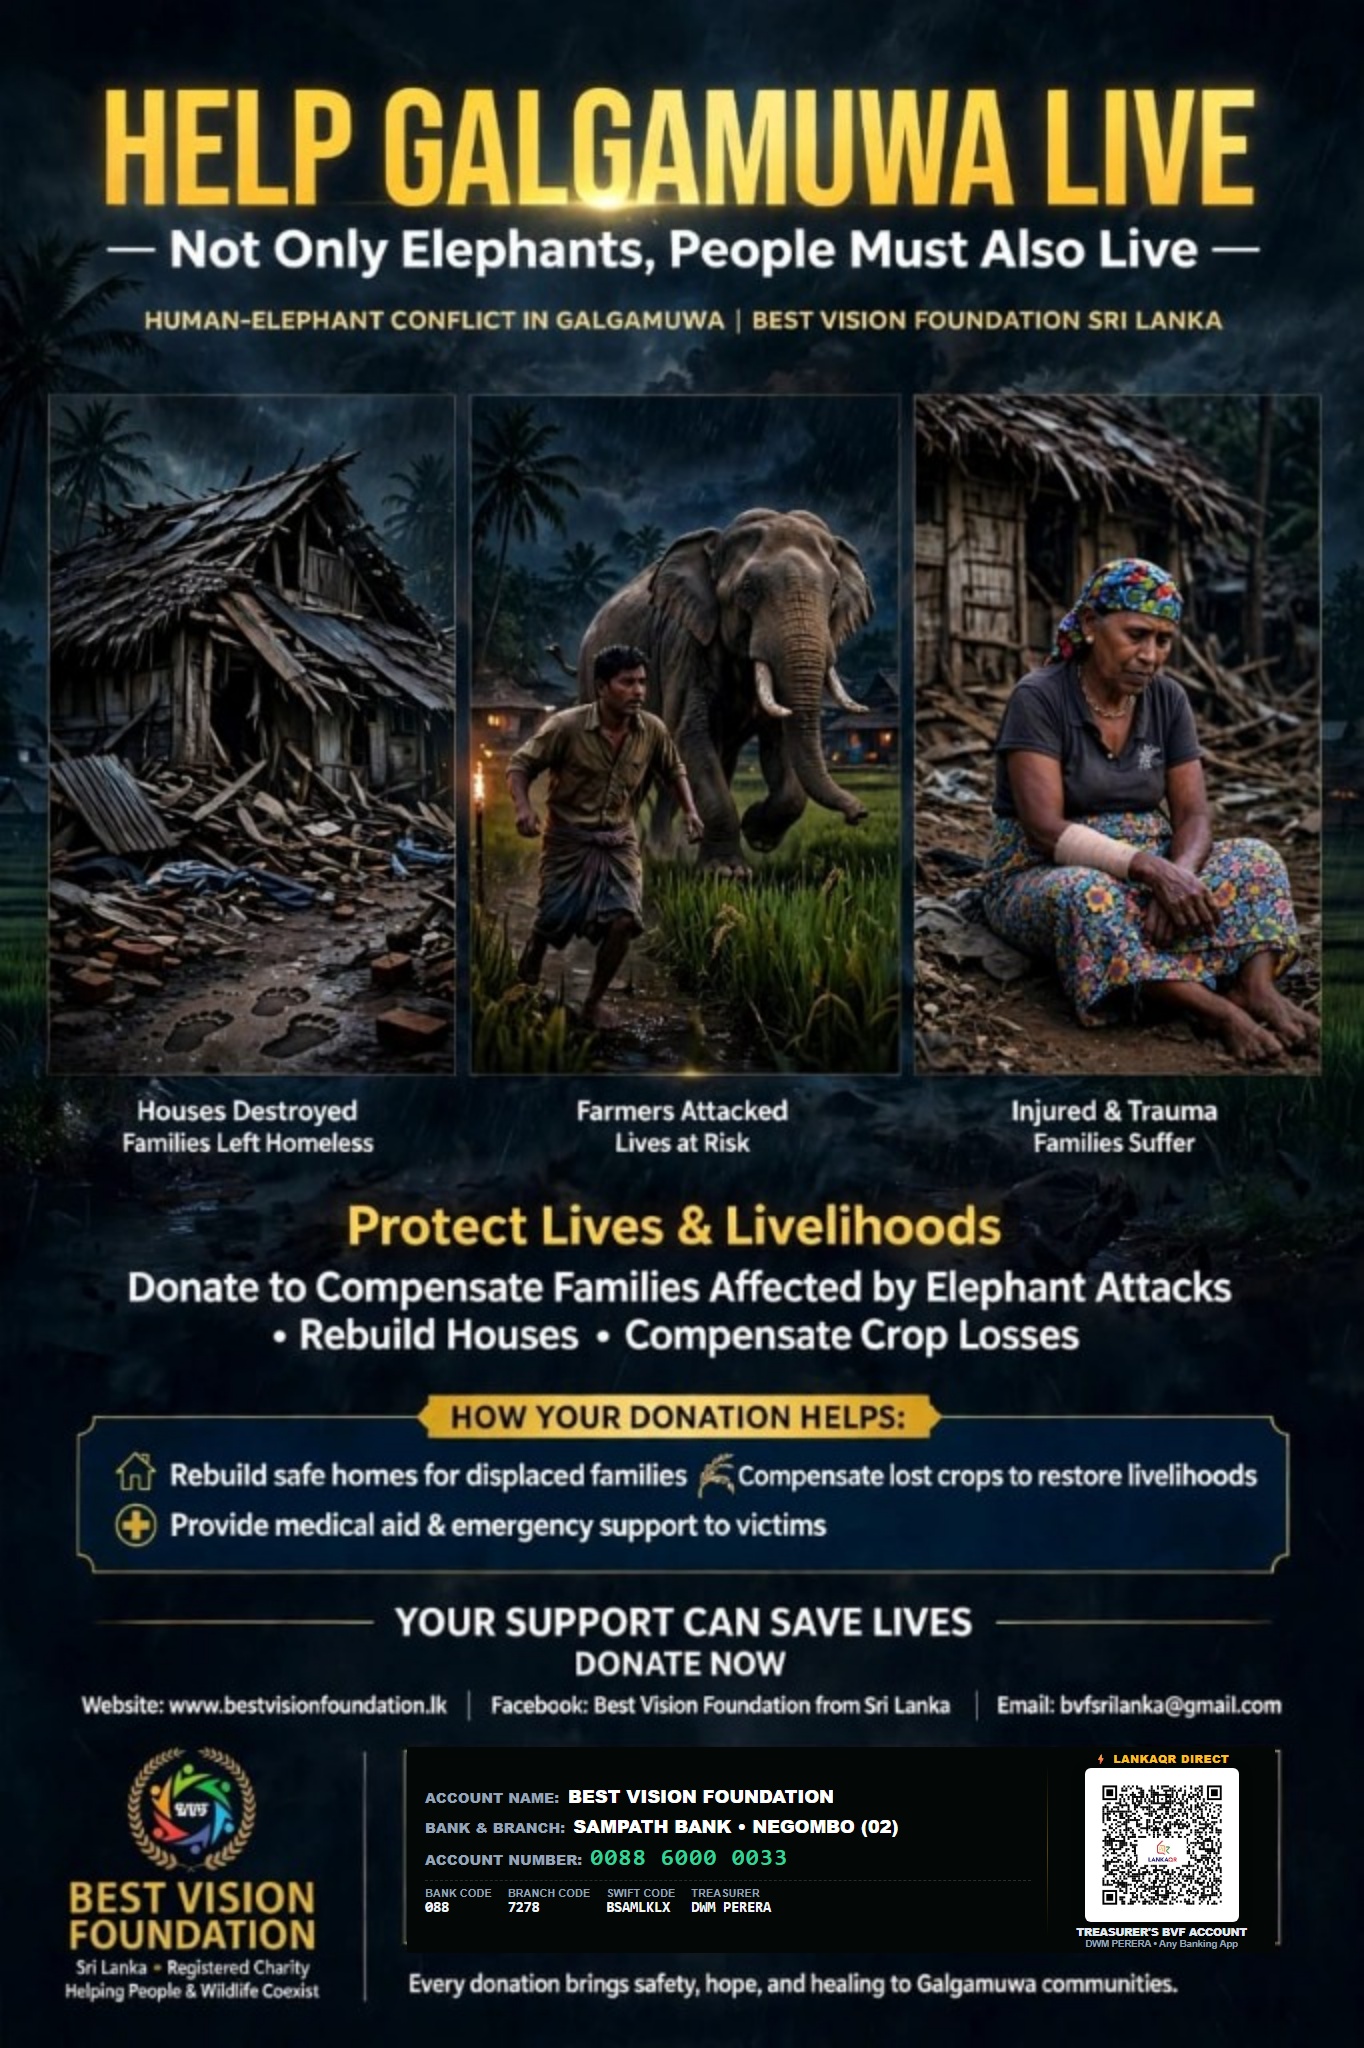 HELP GALGAMUWA LIVE
— Not Only Elephants, People Must Also Live —
HUMAN-ELEPHANT CONFLICT IN GALGAMUWA | BEST VISION FOUNDATION SRI LANKA
Houses Destroyed
Families Left Homeless
Farmers Attacked
Lives at Risk
Injured & Trauma
Families Suffer
Protect Lives & Livelihoods
Donate to Compensate Families Affected by Elephant Attacks
• Rebuild Houses • Compensate Crop Losses
HOW YOUR DONATION HELPS:
Rebuild safe homes for displaced families
Compensate lost crops to restore livelihoods
Provide medical aid & emergency support to victims
YOUR SUPPORT CAN SAVE LIVES
DONATE NOW
Website: www.bestvisionfoundation.lk | Facebook: Best Vision Foundation from Sri Lanka | Email: bvfsrilanka@gmail.com
BEST VISION
FOUNDATION
Sri Lanka • Registered Charity
Helping People & Wildlife Coexist
ACCOUNT NAME: BEST VISION FOUNDATION
BANK & BRANCH: SAMPATH BANK • NEGOMBO (02)
ACCOUNT NUMBER: 0088 6000 0033
BANK CODE BRANCH CODE SWIFT CODE TREASURER
088 7278 BSAMLKLX DWM PERERA
LANKAQR DIRECT
LANKAQR
TREASURER'S BVF ACCOUNT
DWM PERERA • Any Banking App
Every donation brings safety, hope, and healing to Galgamuwa communities.